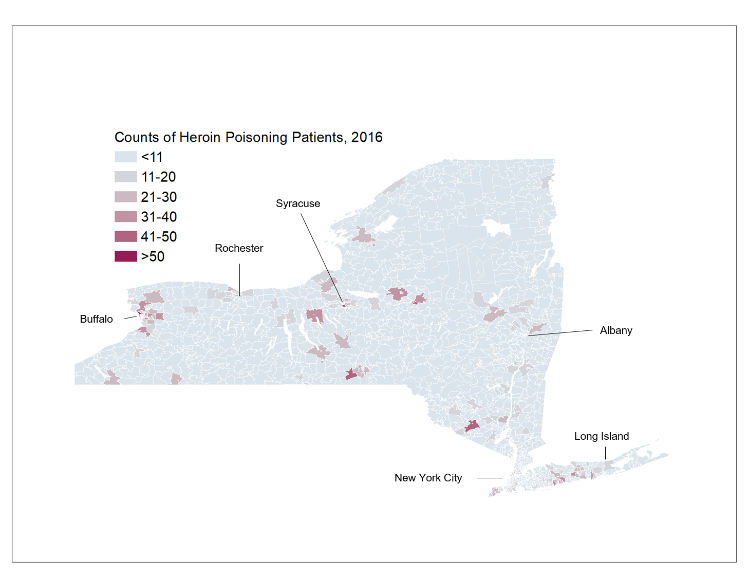 Counts of Heroin Poisoning Patients, 2016
<11
11-20
21-30
31-40
41-50
>50
Syracuse
Rochester
Buffalo
Albany
Long Island
New York City